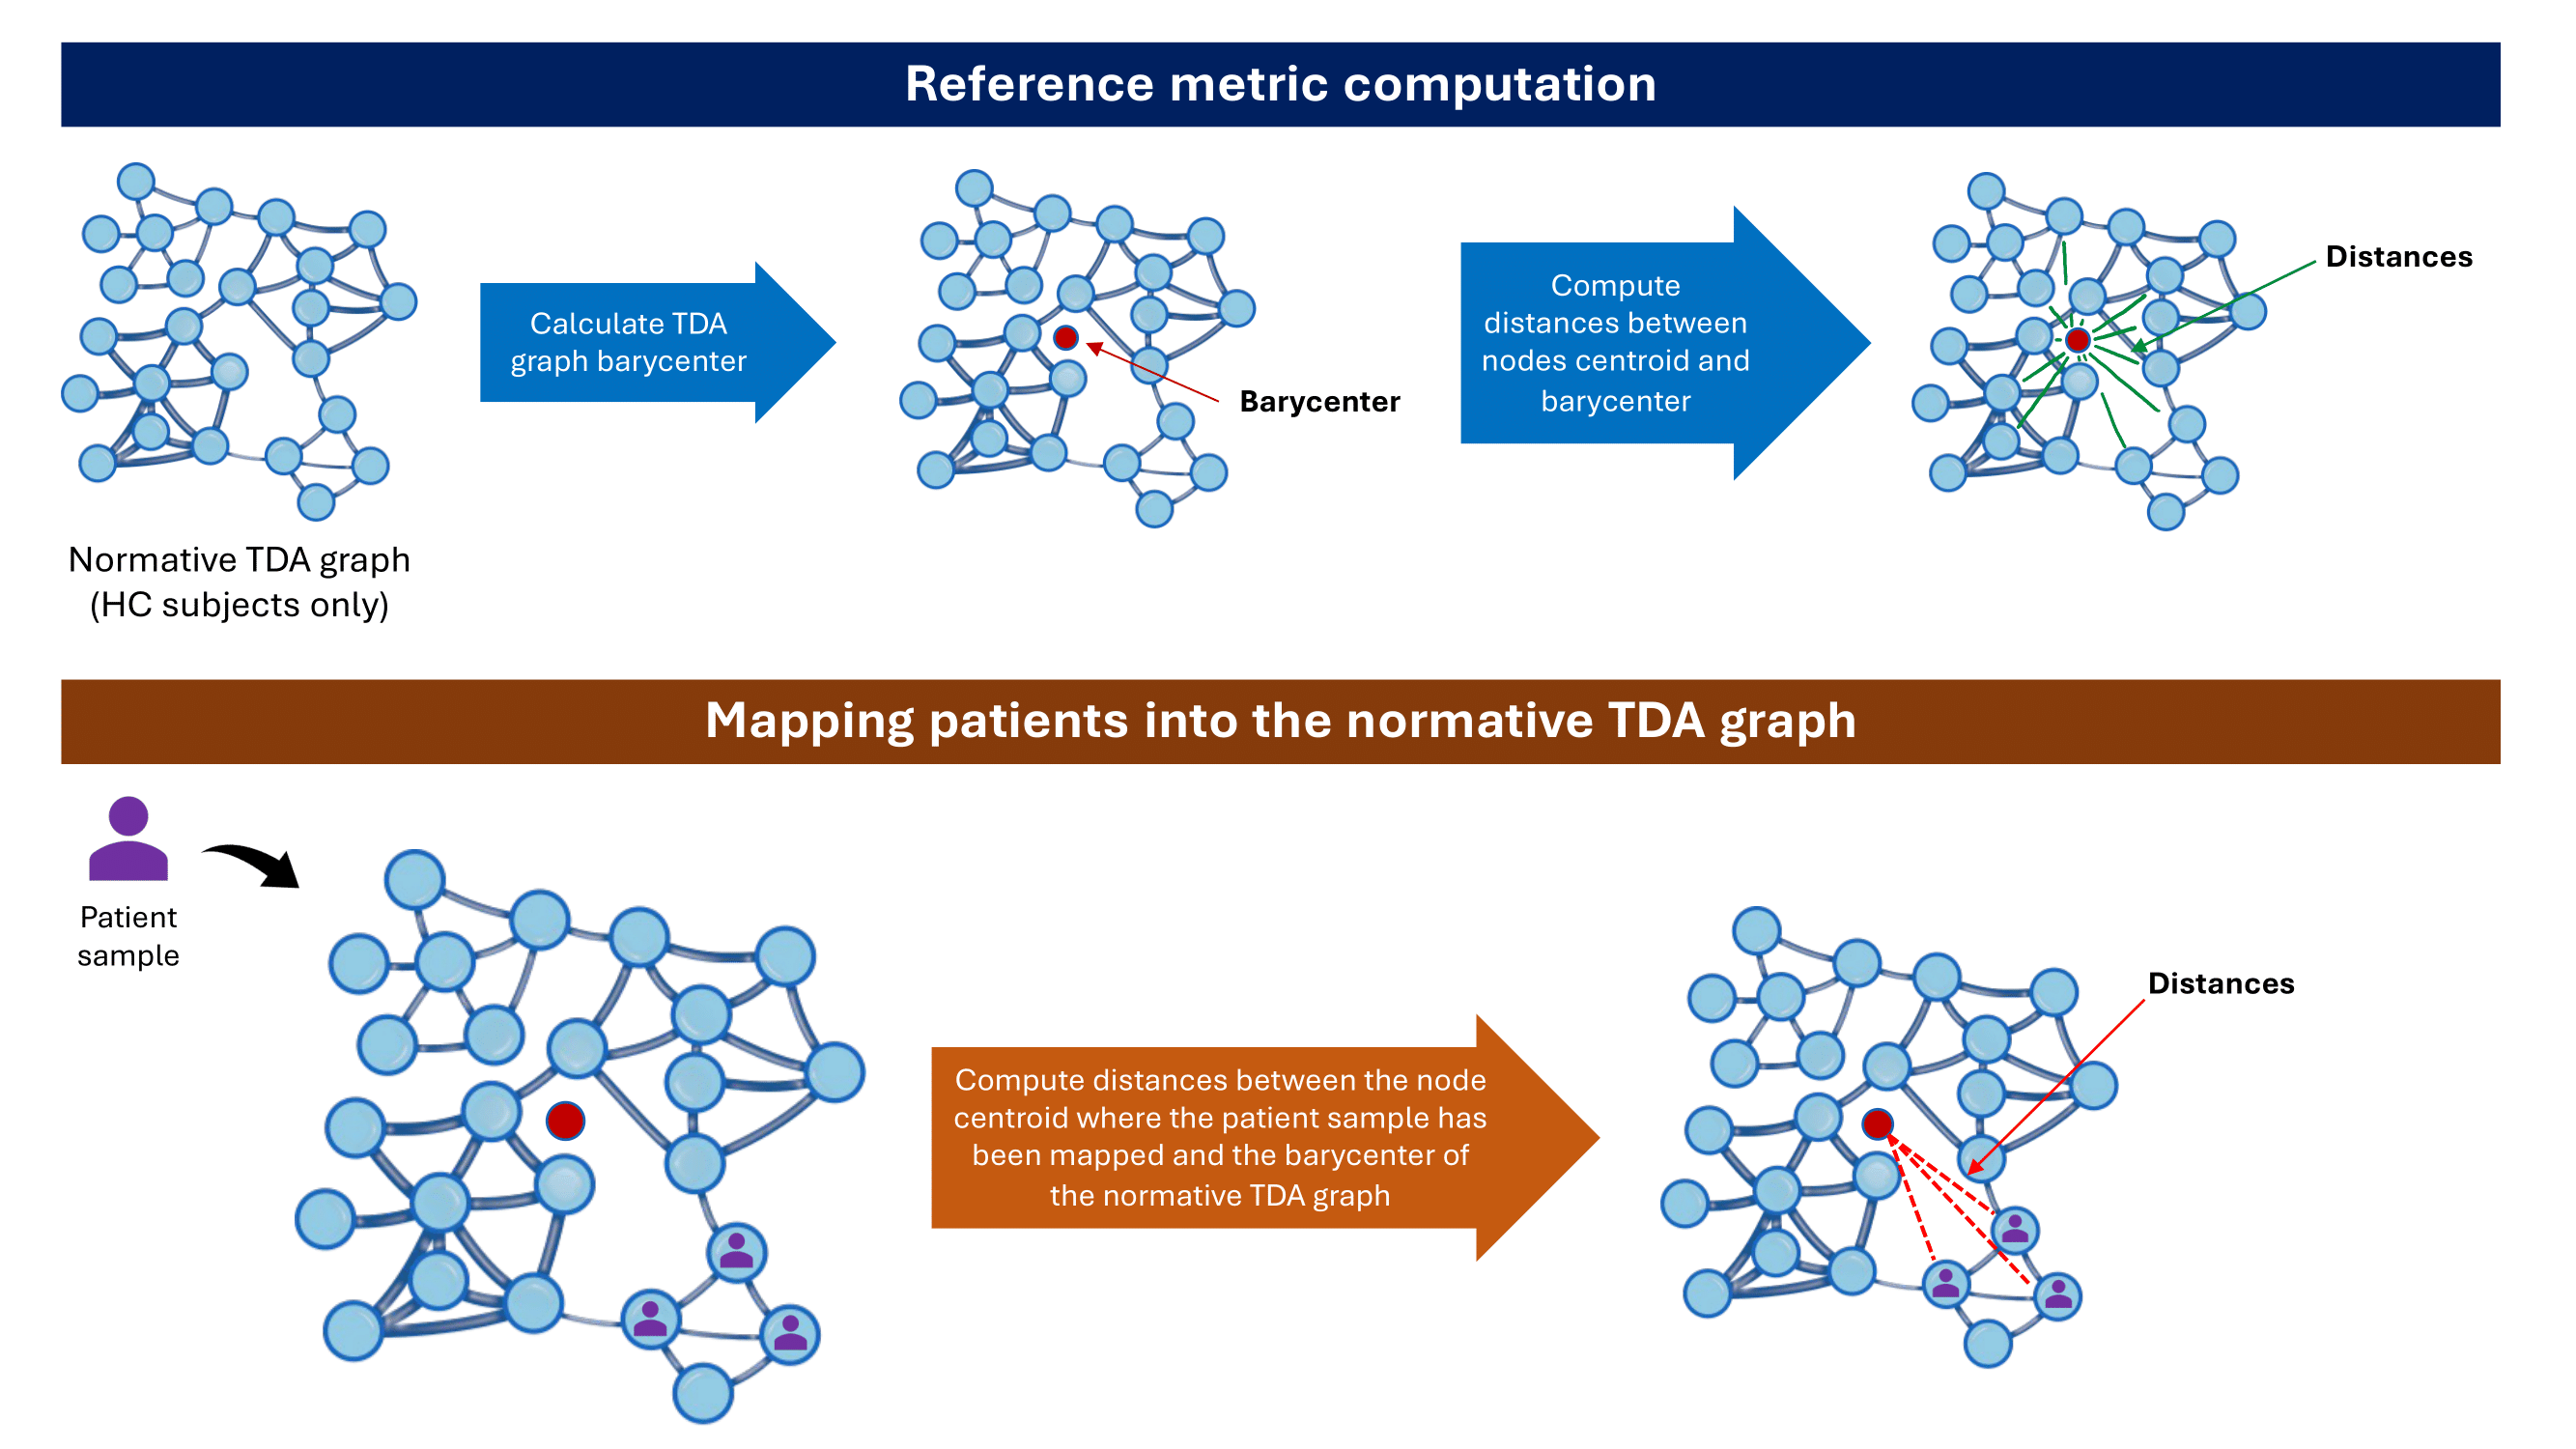 Reference metric computation
Calculate TDA
graph barycenter
Barycenter
Compute
distances between
nodes centroid and
barycenter
Distances
Normative TDA graph
(HC subjects only)
Mapping patients into the normative TDA graph
Patient
sample
Compute distances between the node
centroid where the patient sample has
been mapped and the barycenter of
the normative TDA graph
Distances